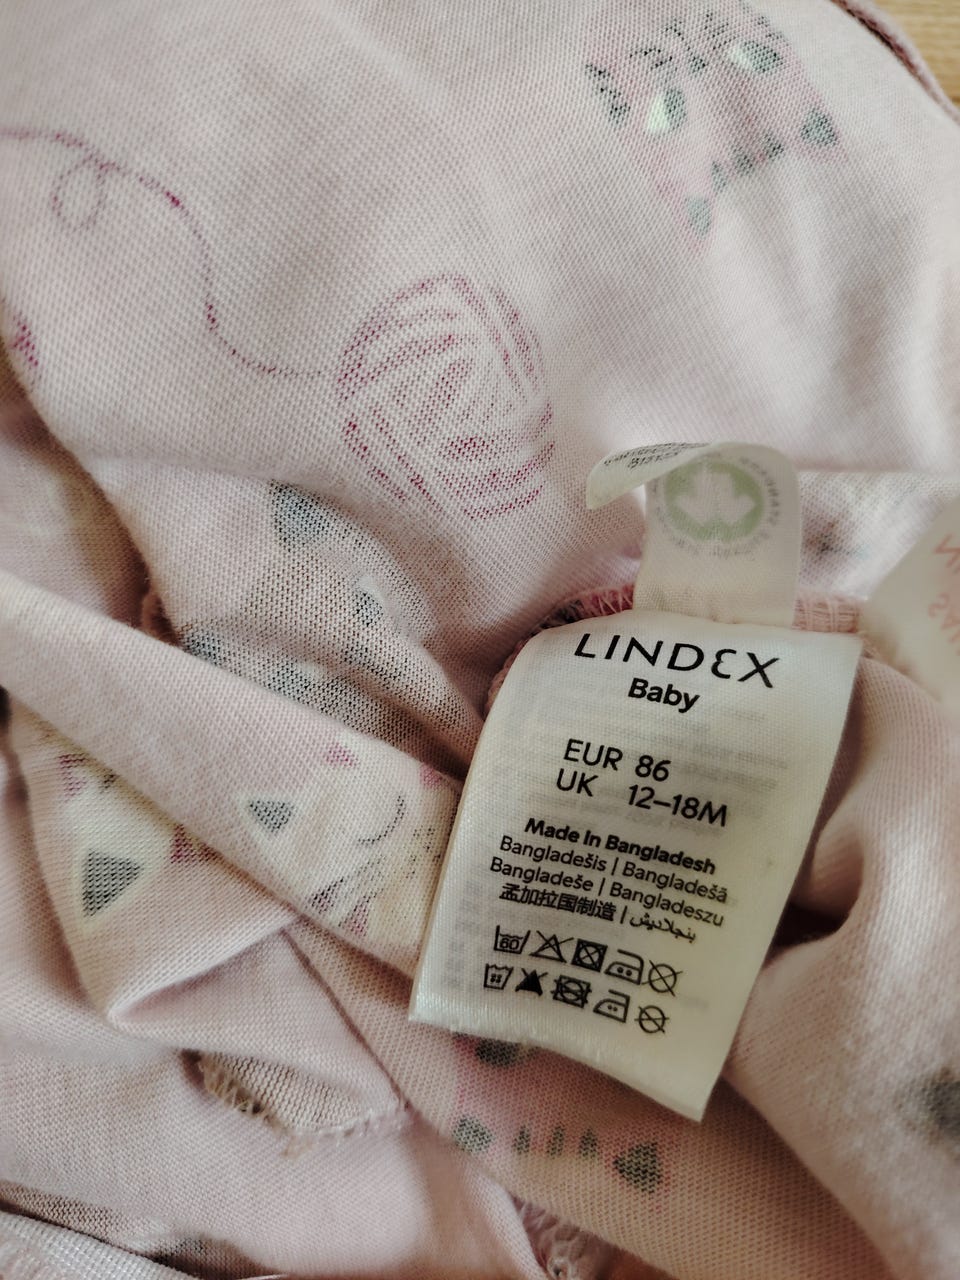 LINDEX
Baby
EUR 86
UK 12–18M
Made In Bangladesh
Bangladešis | Bangladešā
Bangladeše | Bangladeszu
孟加拉国制造 | بنجلاديش
60